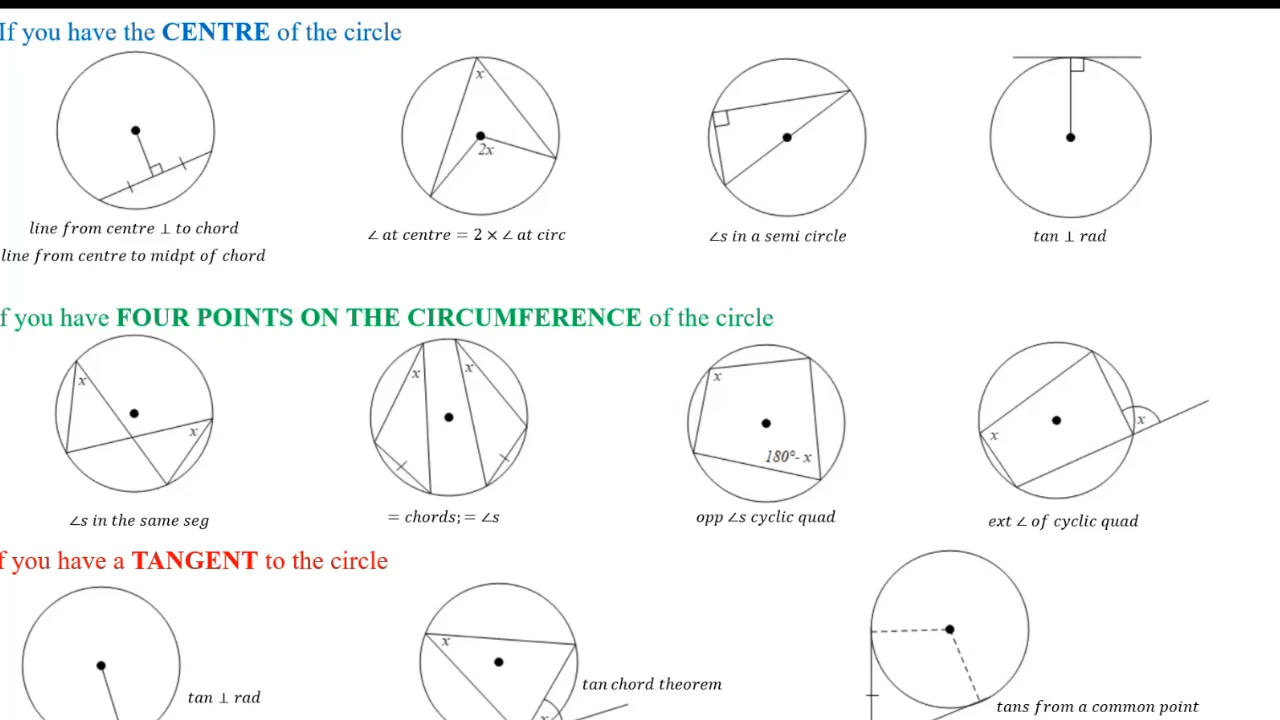 If you have the CENTRE of the circle
x
2x
line from centre ⊥ to chord
line from centre to midpt of chord
∠ at centre = 2 × ∠ at circ
∠s in a semi circle
tan ⊥ rad
f you have FOUR POINTS ON THE CIRCUMFERENCE of the circle
x
x
x
x
x
180°- x
x
x
∠s in the same seg
= chords; = ∠s
opp ∠s cyclic quad
ext ∠ of cyclic quad
f you have a TANGENT to the circle
x
tan ⊥ rad
tan chord theorem
x
tans from a common point